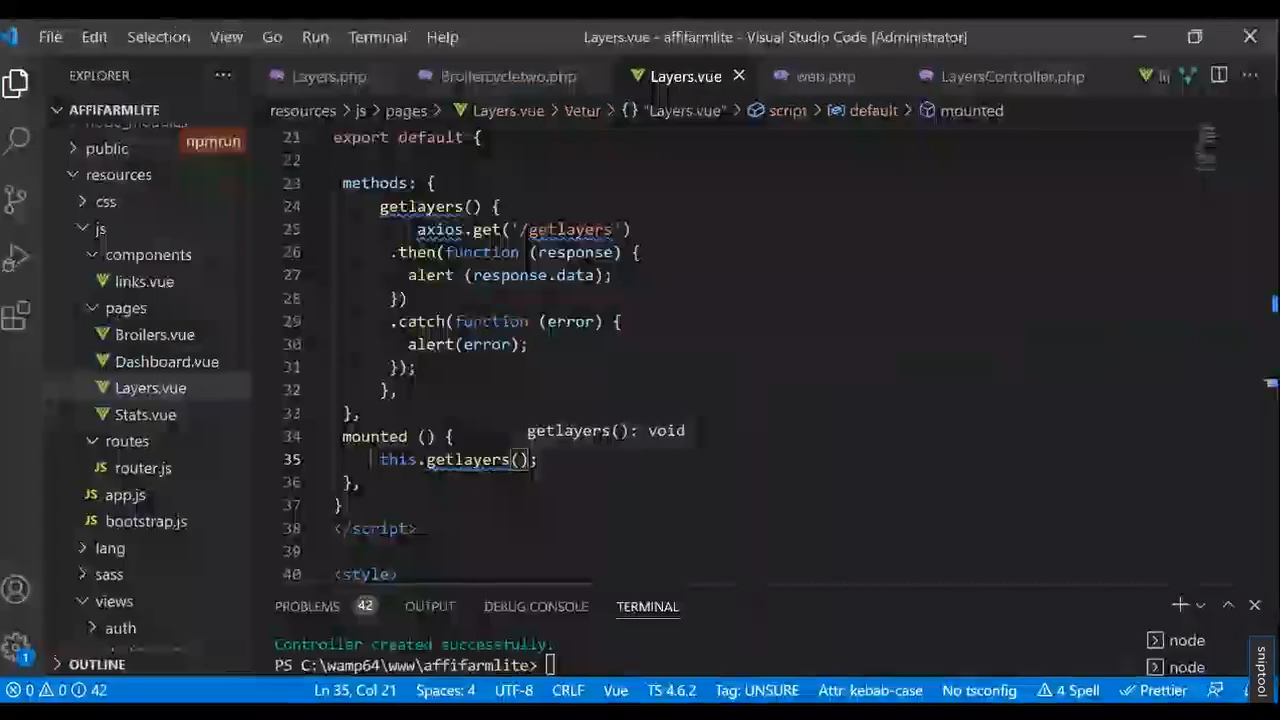 File Edit Selection View Go Run Terminal Help Layers.vue - affifarmlite - Visual Studio Code [Administrator]
EXPLORER ··· Layers.php Broilercycletwo.php Layers.vue web.php LayersController.php
AFFIFARMLITE
resources > js > pages > Layers.vue > Vetur > {} "Layers.vue" > script > default > mounted
npmrun
public
resources
css
js
components
links.vue
pages
Broilers.vue
Dashboard.vue
Layers.vue
Stats.vue
routes
router.js
app.js
bootstrap.js
lang
sass
views
auth
OUTLINE
21 export default {
22
23 methods: {
24 getlayers() {
25 axios.get('/getlayers')
26 .then(function (response) {
27 alert (response.data);
28 })
29 .catch(function (error) {
30 alert(error);
31 });
32 },
33 },
34 mounted () {
getlayers(): void
35 this.getlayers();
36 },
37 }
38 </script>
39
40 <style>
PROBLEMS 42 OUTPUT DEBUG CONSOLE TERMINAL
Controller created successfully.
PS C:\wamp64\www\affifarmlite>
node
node
sniptool
1
0 0 42 Ln 35, Col 21 Spaces: 4 UTF-8 CRLF Vue TS 4.6.2 Tag: UNSURE Attr: kebab-case No tsconfig 4 Spell Prettier